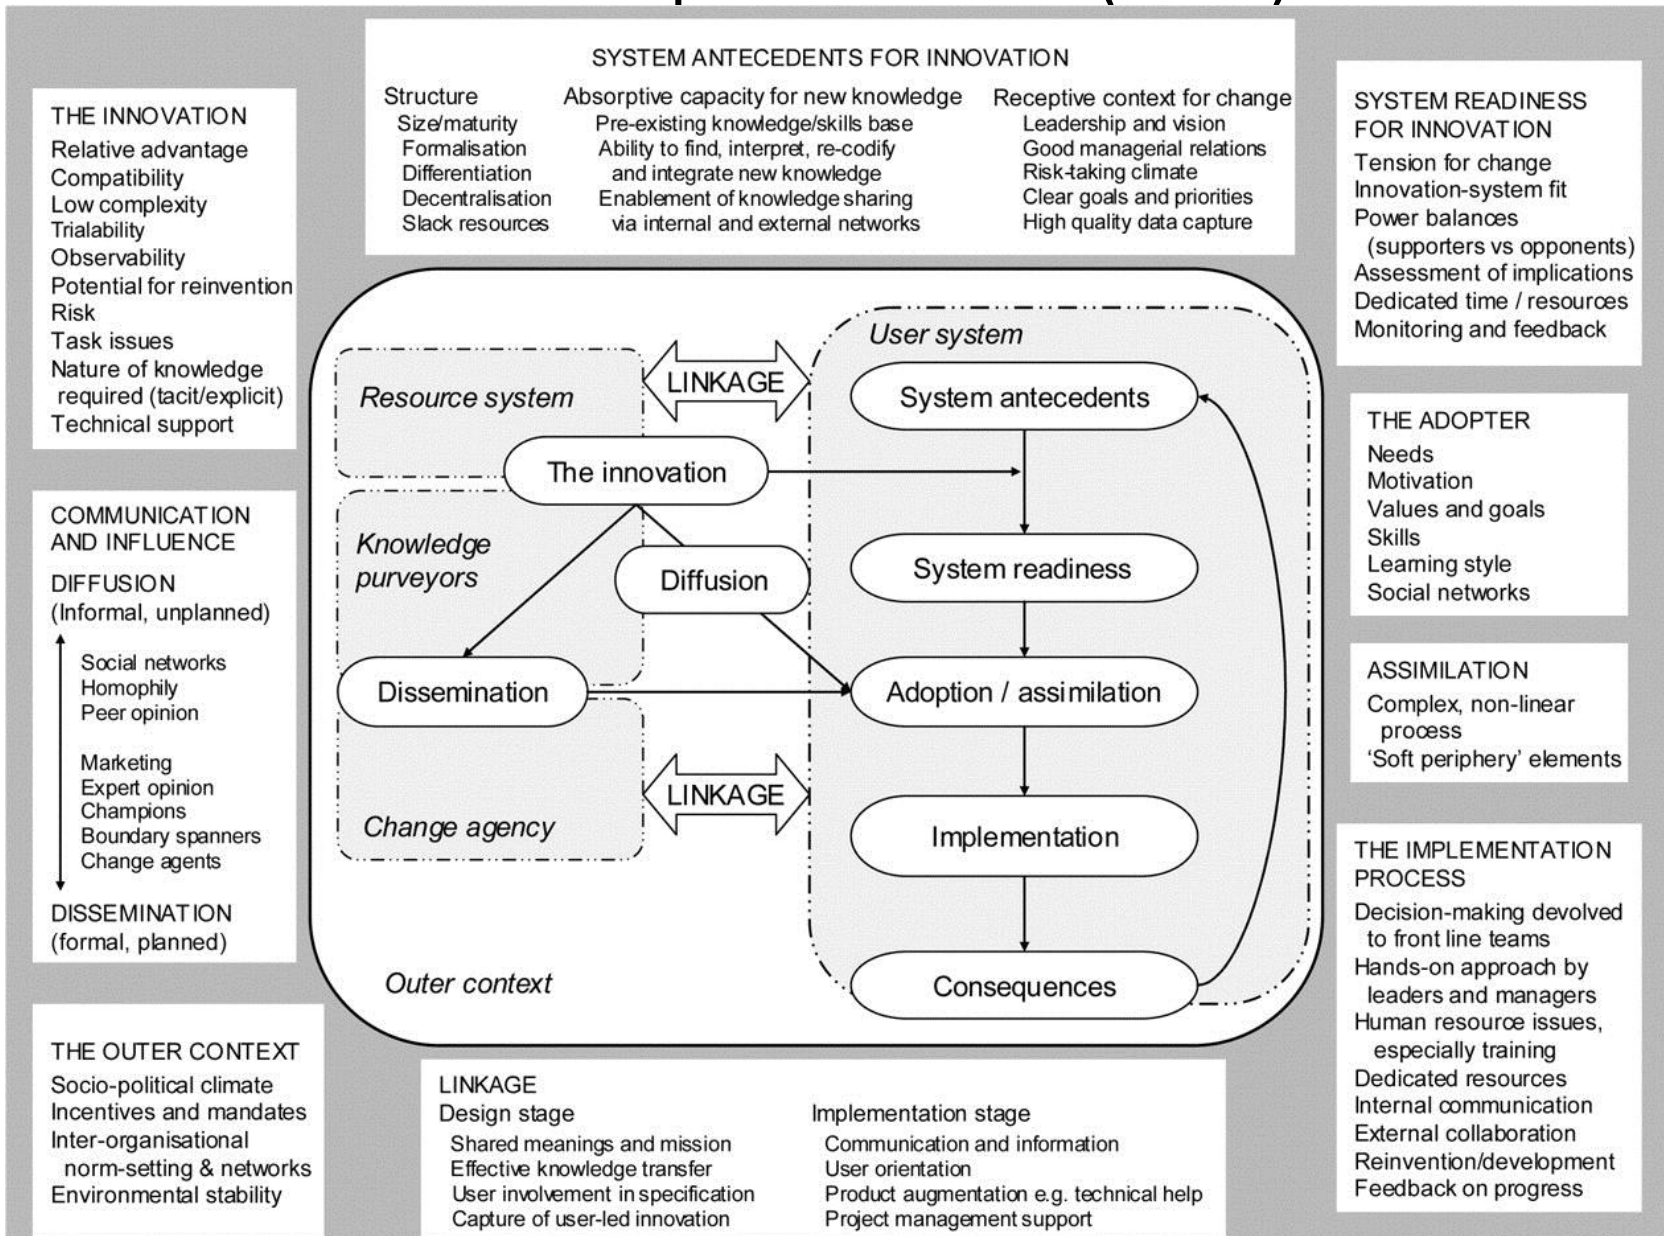 SYSTEM ANTECEDENTS FOR INNOVATION
Structure
Size/maturity
Formalisation
Differentiation
Decentralisation
Slack resources
Absorptive capacity for new knowledge
Pre-existing knowledge/skills base
Ability to find, interpret, re-codify
and integrate new knowledge
Enablement of knowledge sharing
via internal and external networks
Receptive context for change
Leadership and vision
Good managerial relations
Risk-taking climate
Clear goals and priorities
High quality data capture
THE INNOVATION
Relative advantage
Compatibility
Low complexity
Trialability
Observability
Potential for reinvention
Risk
Task issues
Nature of knowledge
required (tacit/explicit)
Technical support
COMMUNICATION
AND INFLUENCE
DIFFUSION
(Informal, unplanned)
Social networks
Homophily
Peer opinion
Marketing
Expert opinion
Champions
Boundary spanners
Change agents
DISSEMINATION
(formal, planned)
THE OUTER CONTEXT
Socio-political climate
Incentives and mandates
Inter-organisational
norm-setting & networks
Environmental stability
Resource system
LINKAGE
User system
System antecedents
The innovation
Knowledge
purveyors
Diffusion
System readiness
Dissemination
Adoption / assimilation
Change agency
LINKAGE
Implementation
Outer context
Consequences
LINKAGE
Design stage
Shared meanings and mission
Effective knowledge transfer
User involvement in specification
Capture of user-led innovation
Implementation stage
Communication and information
User orientation
Product augmentation e.g. technical help
Project management support
SYSTEM READINESS
FOR INNOVATION
Tension for change
Innovation-system fit
Power balances
(supporters vs opponents)
Assessment of implications
Dedicated time / resources
Monitoring and feedback
THE ADOPTER
Needs
Motivation
Values and goals
Skills
Learning style
Social networks
ASSIMILATION
Complex, non-linear
process
‘Soft periphery’ elements
THE IMPLEMENTATION
PROCESS
Decision-making devolved
to front line teams
Hands-on approach by
leaders and managers
Human resource issues,
especially training
Dedicated resources
Internal communication
External collaboration
Reinvention/development
Feedback on progress